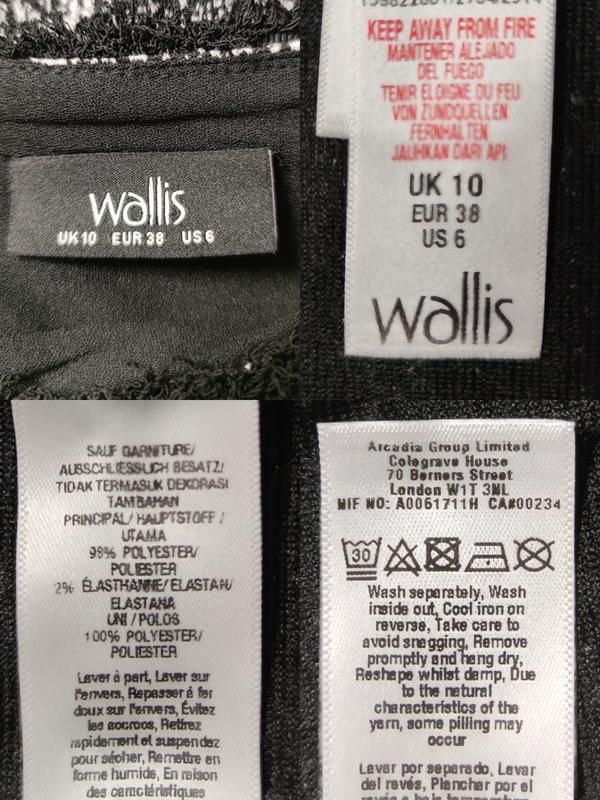 wallis
UK 10 EUR 38 US 6
KEEP AWAY FROM FIRE
MANTENER ALEJADO
DEL FUEGO
TENIR ELOIGNE DU FEU
VON ZUNDQUELLEN
FERNHALTEN
JAUHKAN DARI API
UK 10
EUR 38
US 6
wallis
SAUF GARNITURE/
AUSSCHLIESSLICH BESATZ/
TIDAK TERMASUK DEKORASI
TAMBAHAN
PRINCIPAL/ HAUPTSTOFF /
UTAMA
98% POLYESTER/
POLIESTER
2% ÉLASTHANNE/ ELASTAN/
ELASTANA
UNI / POLOS
100% POLYESTER/
POLIESTER
Laver à part, Laver sur
l'envers, Repasser à fer
doux sur l'envers, Évitez
les accrocs, Retirez
rapidement et suspendez
pour sécher, Remettre en
forme humide, En raison
des caractéristiques
Arcadia Group Limited
Colegrave House
70 Berners Street
London W1T 3NL
NIF NO: A0051711H CA#00234
30
Wash separately, Wash
inside out, Cool iron on
reverse, Take care to
avoid snagging, Remove
promptly and hang dry,
Reshape whilst damp, Due
to the natural
characteristics of the
yarn, some pilling may
occur
Lavar por separado, Lavar
del revés, Planchar por el